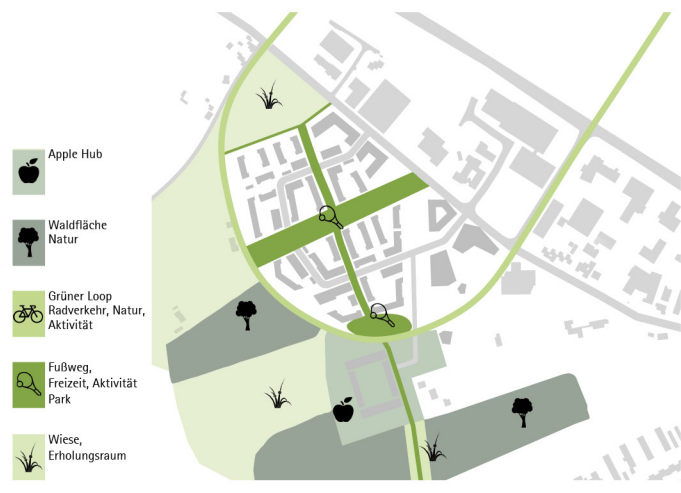 Apple Hub
Waldfläche
Natur
Grüner Loop
Radverkehr, Natur,
Aktivität
Fußweg,
Freizeit, Aktivität
Park
Wiese,
Erholungsraum